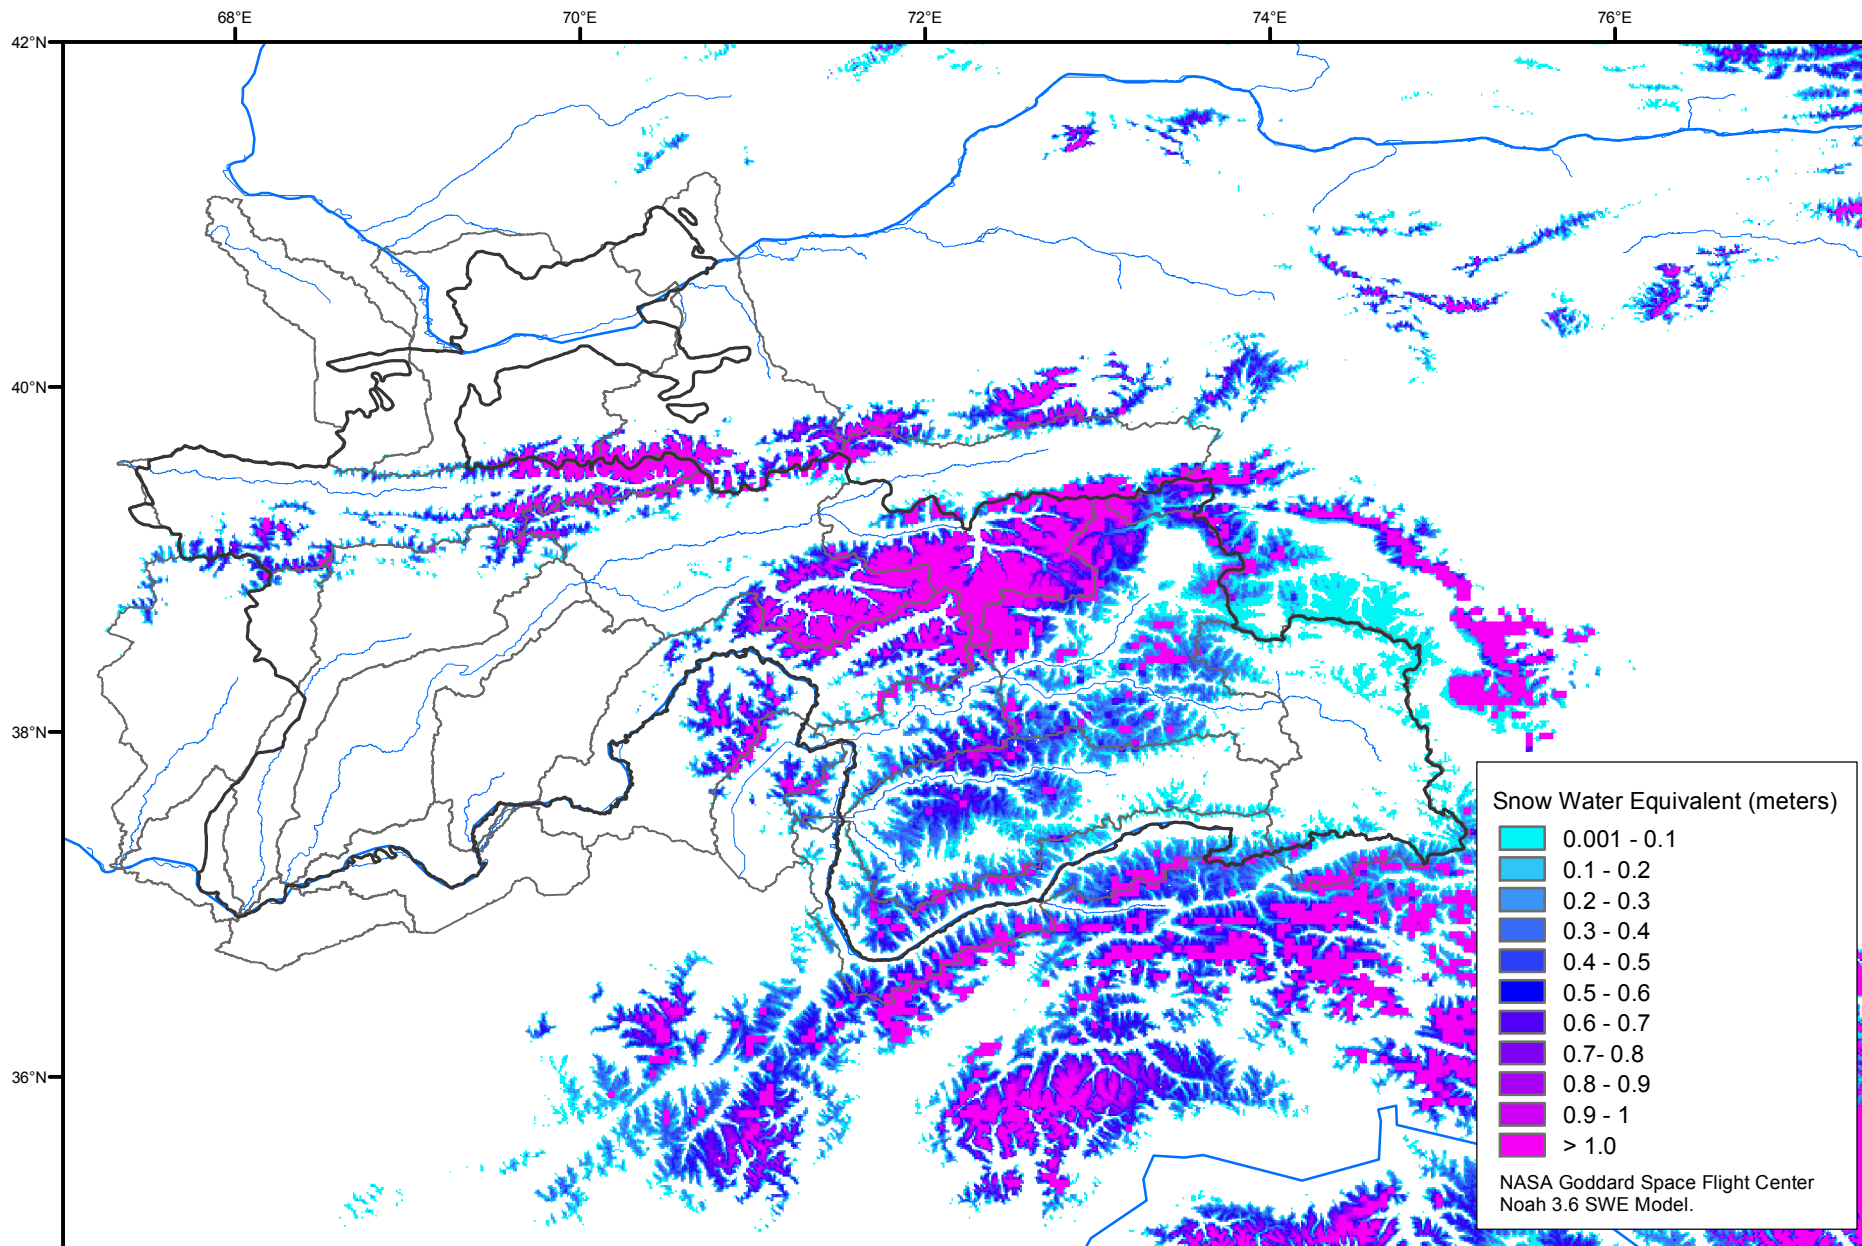 68°E
70°E
72°E
74°E
76°E
42°N
40°N
38°N
36°N
Snow Water Equivalent (meters)
0.001 - 0.1
0.1 - 0.2
0.2 - 0.3
0.3 - 0.4
0.4 - 0.5
0.5 - 0.6
0.6 - 0.7
0.7- 0.8
0.8 - 0.9
0.9 - 1
> 1.0
NASA Goddard Space Flight Center
Noah 3.6 SWE Model.